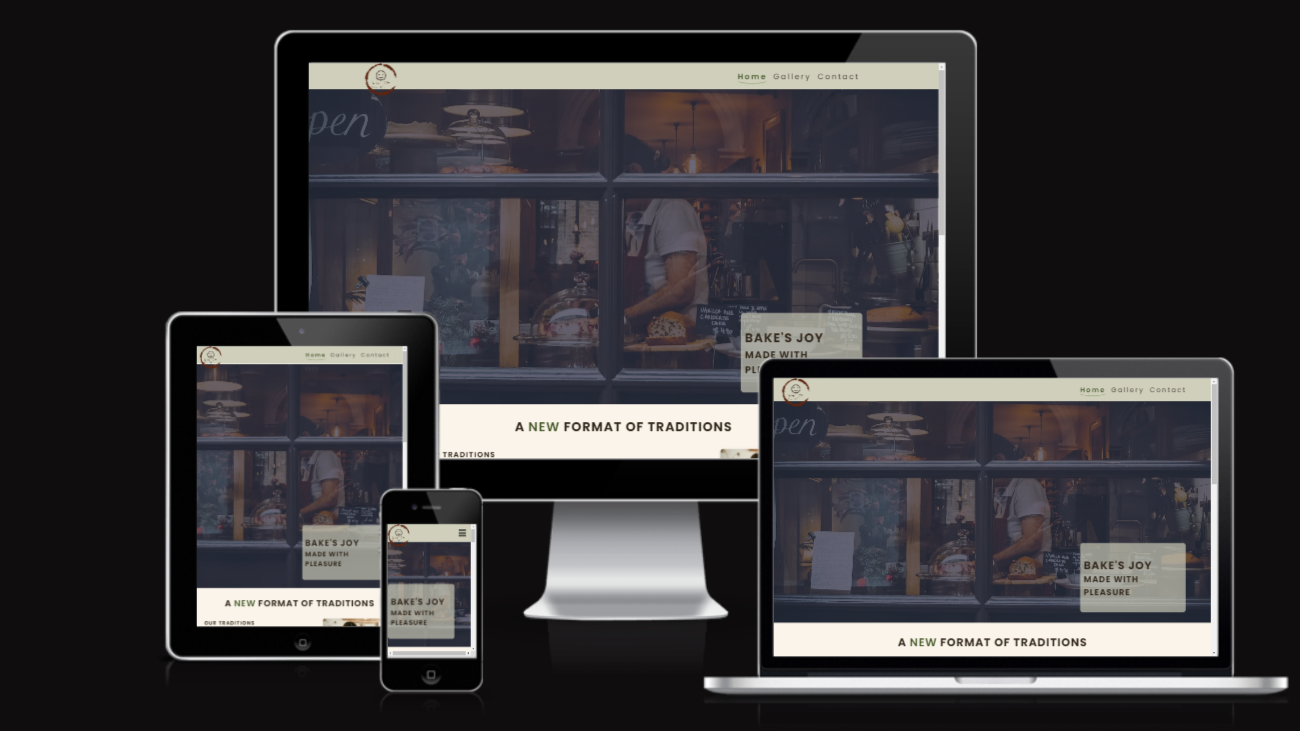 Home Gallery Contact
pen
BAKE'S JOY
MADE WITH
A NEW FORMAT OF TRADITIONS
TRADITIONS
Home Gallery Contact
BAKE'S JOY
MADE WITH
PLEASURE
A NEW FORMAT OF TRADITIONS
OUR TRADITIONS
BAKE'S JOY
MADE WITH
PLEASURE
Home Gallery Contact
pen
BAKE'S JOY
MADE WITH
PLEASURE
A NEW FORMAT OF TRADITIONS